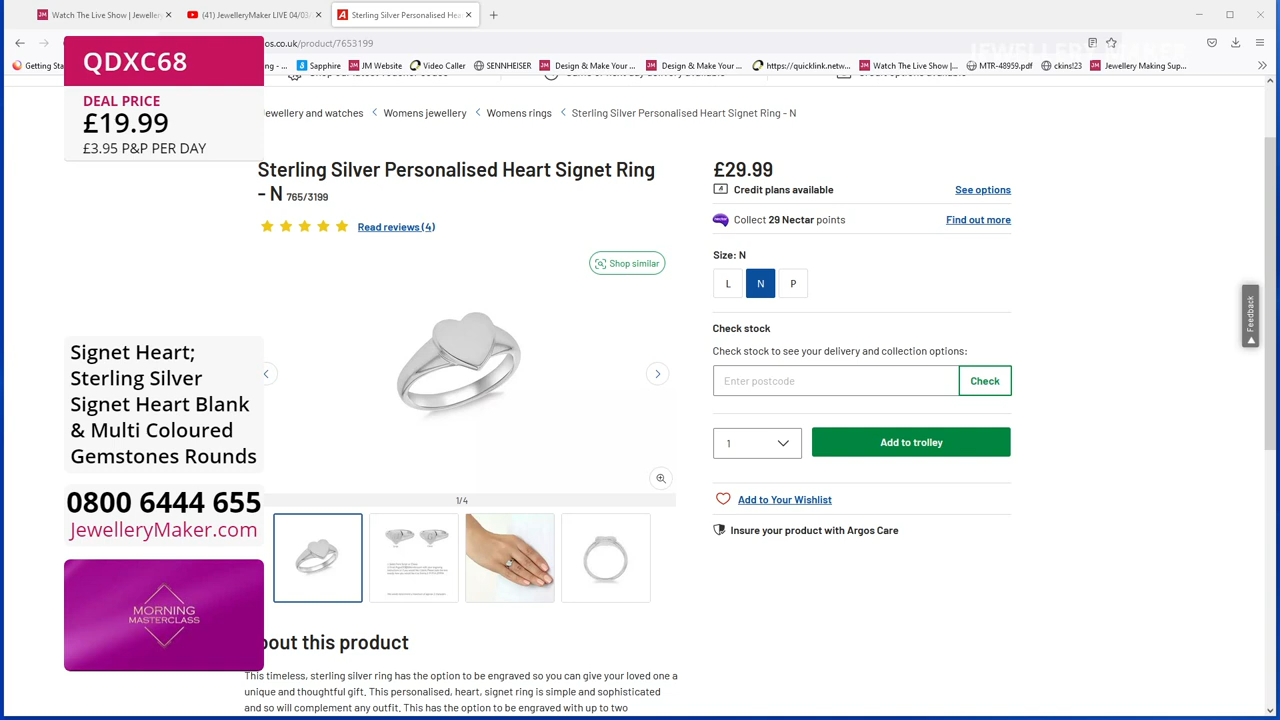 Watch The Live Show | Jewellery
(41) JewelleryMaker LIVE 04/03
Sterling Silver Personalised Hea
os.co.uk/product/7653199
JEWELLERY MAKER
Getting Sta
JM Website
Sapphire
Video Caller
SENNHEISER
Design & Make Your ...
Design & Make Your ...
https://quicklink.netw...
Watch The Live Show |...
MTR-48959.pdf
ckins!23
Jewellery Making Sup...
QDXC68
DEAL PRICE
£19.99
£3.95 P&P PER DAY
ewellery and watches
Womens jewellery
Womens rings
Sterling Silver Personalised Heart Signet Ring - N
Sterling Silver Personalised Heart Signet Ring
- N 765/3199
Read reviews (4)
Shop similar
£29.99
Credit plans available
See options
nectar
Collect 29 Nectar points
Find out more
Size: N
L
N
P
Check stock
Check stock to see your delivery and collection options:
Enter postcode
Check
1
Add to trolley
Add to Your Wishlist
Insure your product with Argos Care
Feedback
Signet Heart;
Sterling Silver
Signet Heart Blank
& Multi Coloured
Gemstones Rounds
0800 6444 655
JewelleryMaker.com
MORNING
MASTERCLASS
1/4
bout this product
This timeless, sterling silver ring has the option to be engraved so you can give your loved one a
unique and thoughtful gift. This personalised, heart, signet ring is simple and sophisticated
and so will complement any outfit. This has the option to be engraved with up to two